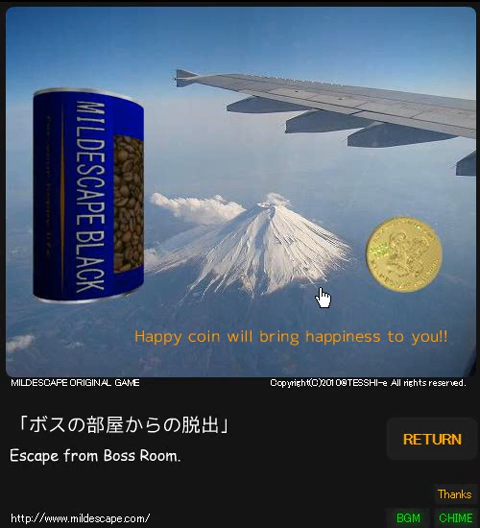 MILDESCAPE BLACK
Happy coin will bring happiness to you!!
MILDESCAPE ORIGINAL GAME
Copyright(C)2010@TESSHI-e All rights reserved.
「ボスの部屋からの脱出」
Escape from Boss Room.
RETURN
Thanks
http://www.mildescape.com/
BGM
CHIME